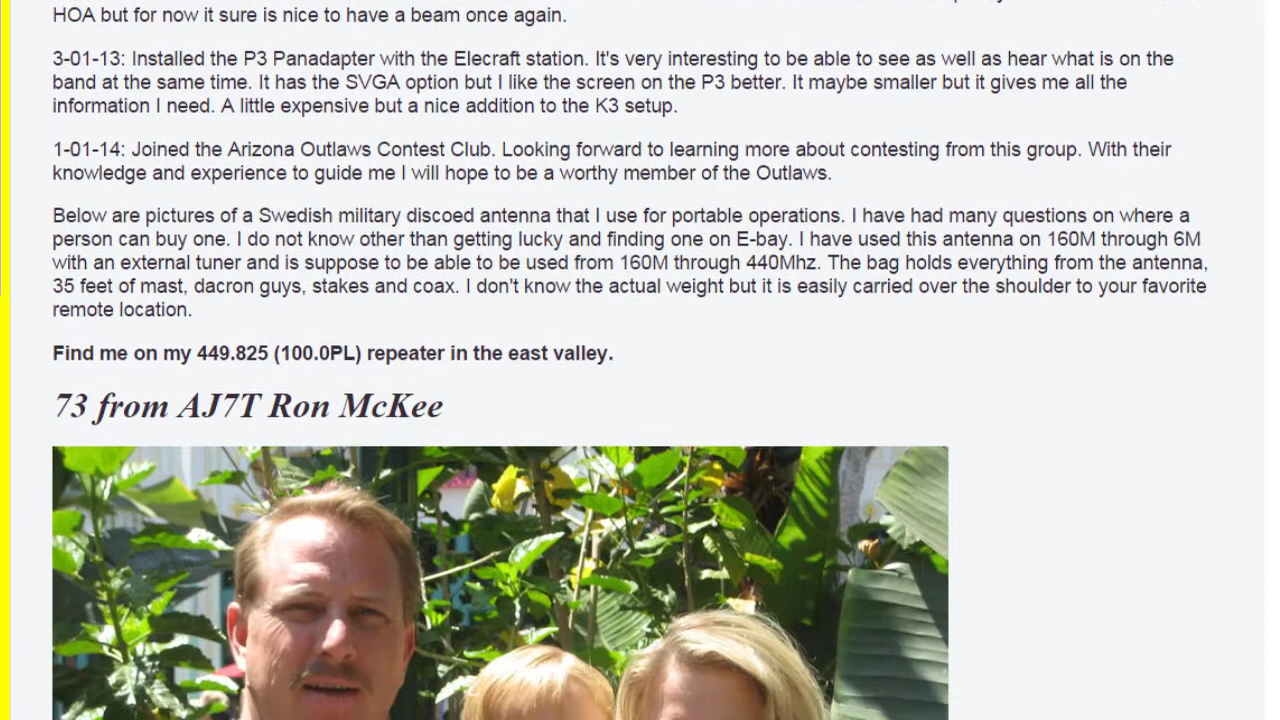 HOA but for now it sure is nice to have a beam once again.
3-01-13: Installed the P3 Panadapter with the Elecraft station. It's very interesting to be able to see as well as hear what is on the
band at the same time. It has the SVGA option but I like the screen on the P3 better. It maybe smaller but it gives me all the
information I need. A little expensive but a nice addition to the K3 setup.
1-01-14: Joined the Arizona Outlaws Contest Club. Looking forward to learning more about contesting from this group. With their
knowledge and experience to guide me I will hope to be a worthy member of the Outlaws.
Below are pictures of a Swedish military discoed antenna that I use for portable operations. I have had many questions on where a
person can buy one. I do not know other than getting lucky and finding one on E-bay. I have used this antenna on 160M through 6M
with an external tuner and is suppose to be able to be used from 160M through 440Mhz. The bag holds everything from the antenna,
35 feet of mast, dacron guys, stakes and coax. I don't know the actual weight but it is easily carried over the shoulder to your favorite
remote location.
Find me on my 449.825 (100.0PL) repeater in the east valley.
73 from AJ7T Ron McKee